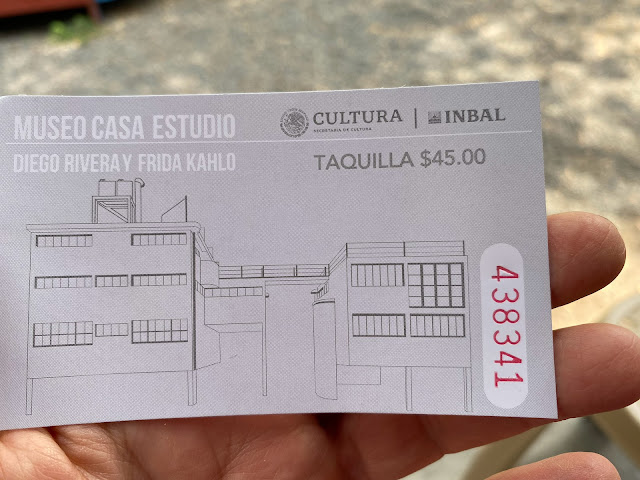 MUSEO CASA ESTUDIO
DIEGO RIVERA Y FRIDA KAHLO
CULTURA | INBAL
SECRETARÍA DE CULTURA
TAQUILLA $45.00
438341